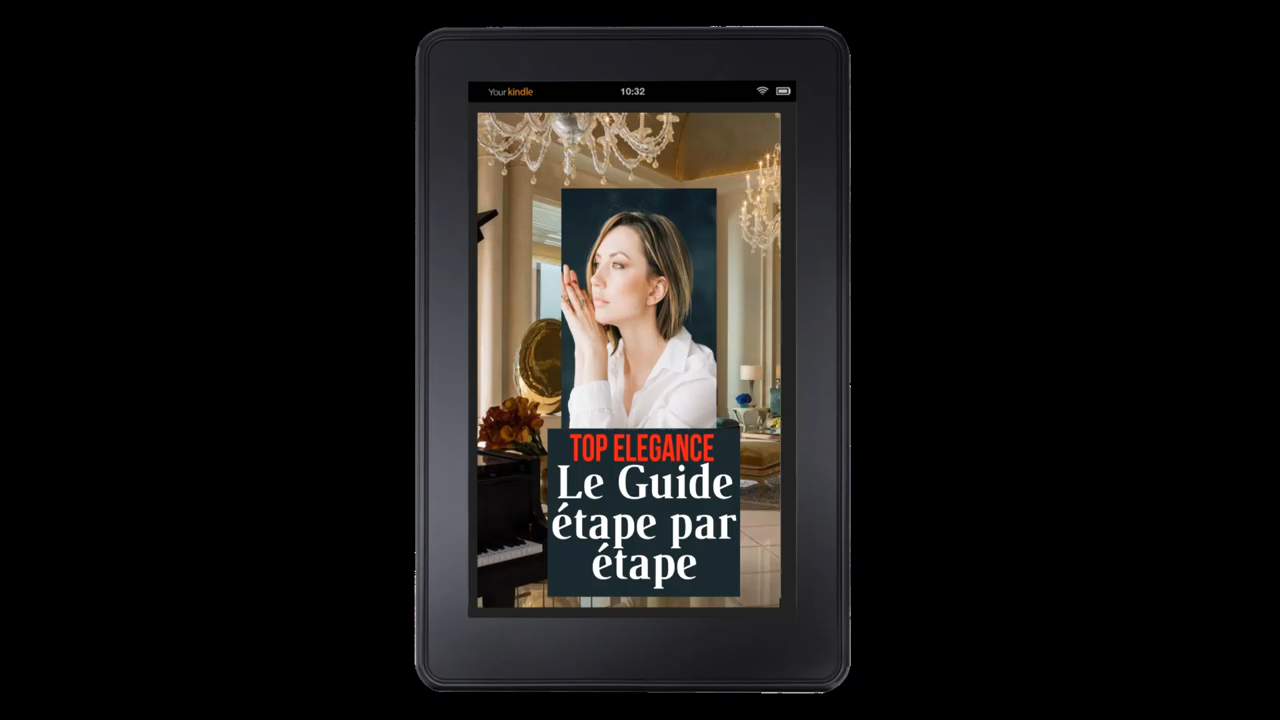 Your kindle 10:32
TOP ELEGANCE
Le Guide
étape par
étape